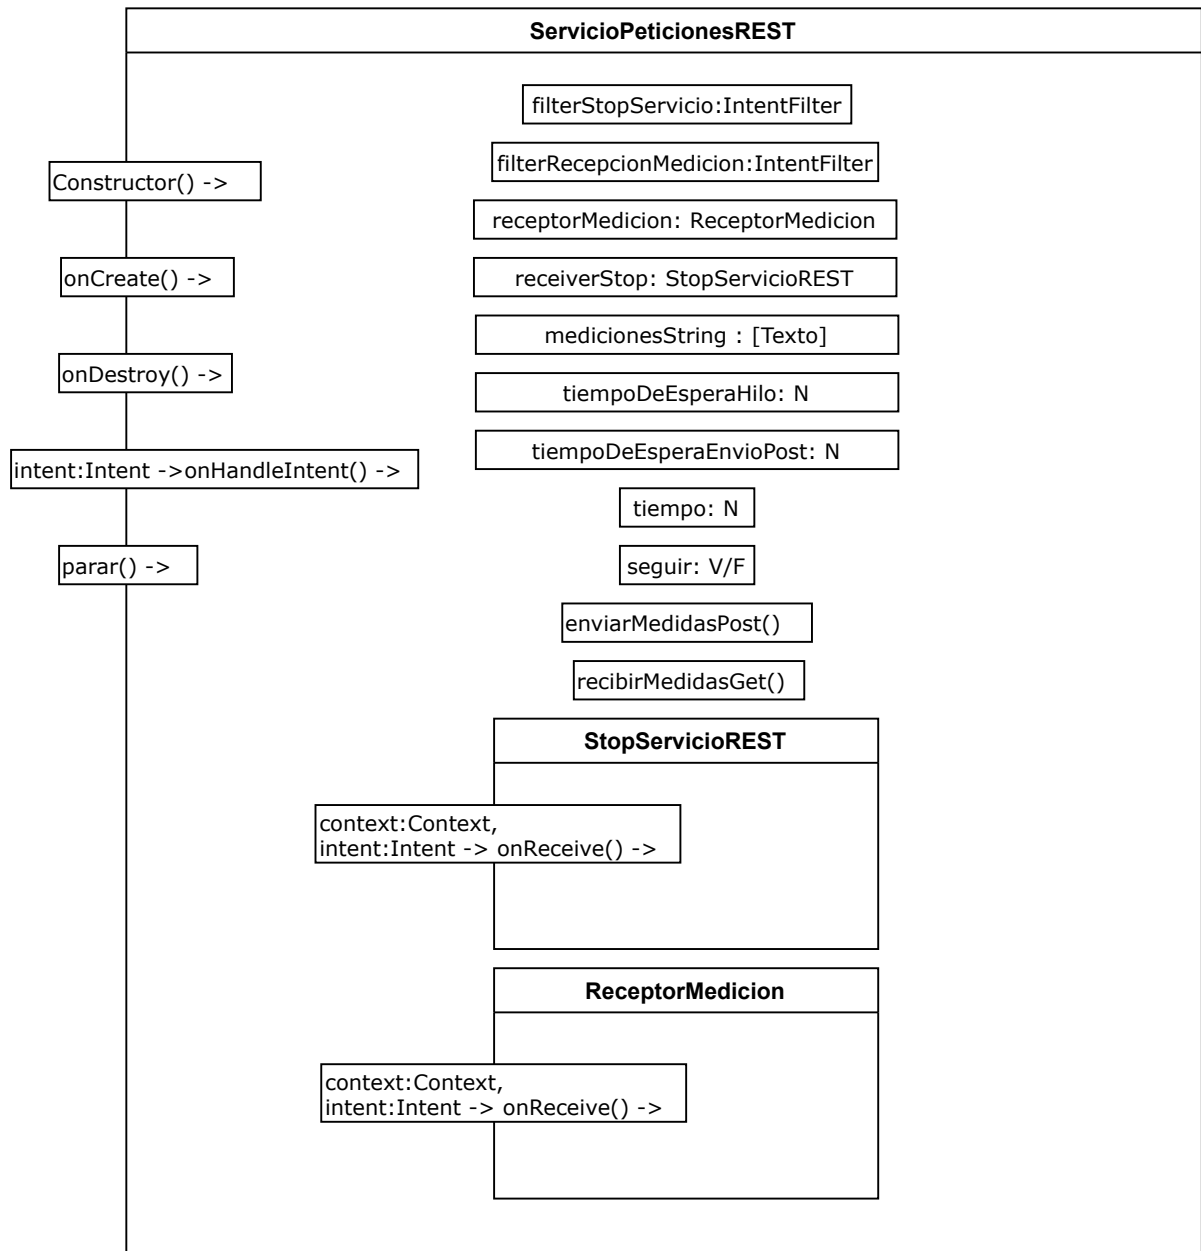 ServicioPeticionesREST
filterStopServicio:IntentFilter
filterRecepcionMedicion:IntentFilter
Constructor() ->
receptorMedicion: ReceptorMedicion
onCreate() ->
receiverStop: StopServicioREST
medicionesString : [Texto]
onDestroy() ->
tiempoDeEsperaHilo: N
tiempoDeEsperaEnvioPost: N
intent:Intent ->onHandleIntent() ->
tiempo: N
parar() ->
seguir: V/F
enviarMedidasPost()
recibirMedidasGet()
StopServicioREST
context:Context,
intent:Intent -> onReceive() ->
ReceptorMedicion
context:Context,
intent:Intent -> onReceive() ->